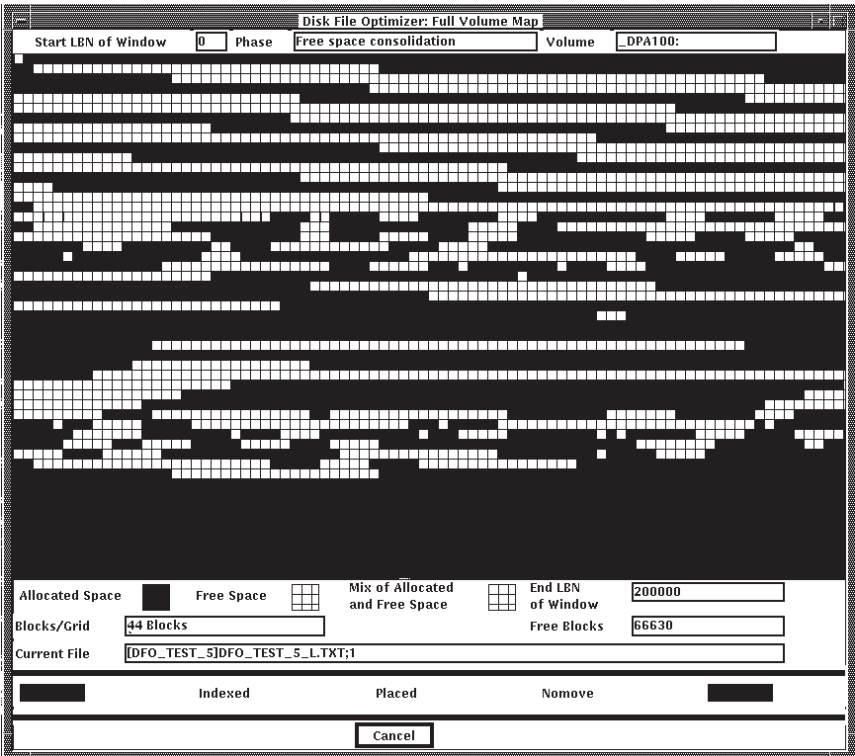 Disk File Optimizer: Full Volume Map
Start LBN of Window 0 Phase Free space consolidation Volume _DPA100:
Allocated Space Free Space Mix of Allocated and Free Space End LBN of Window 200000
Blocks/Grid 44 Blocks Free Blocks 66630
Current File [DFO_TEST_5]DFO_TEST_5_L.TXT;1
Indexed Placed Nomove
Cancel